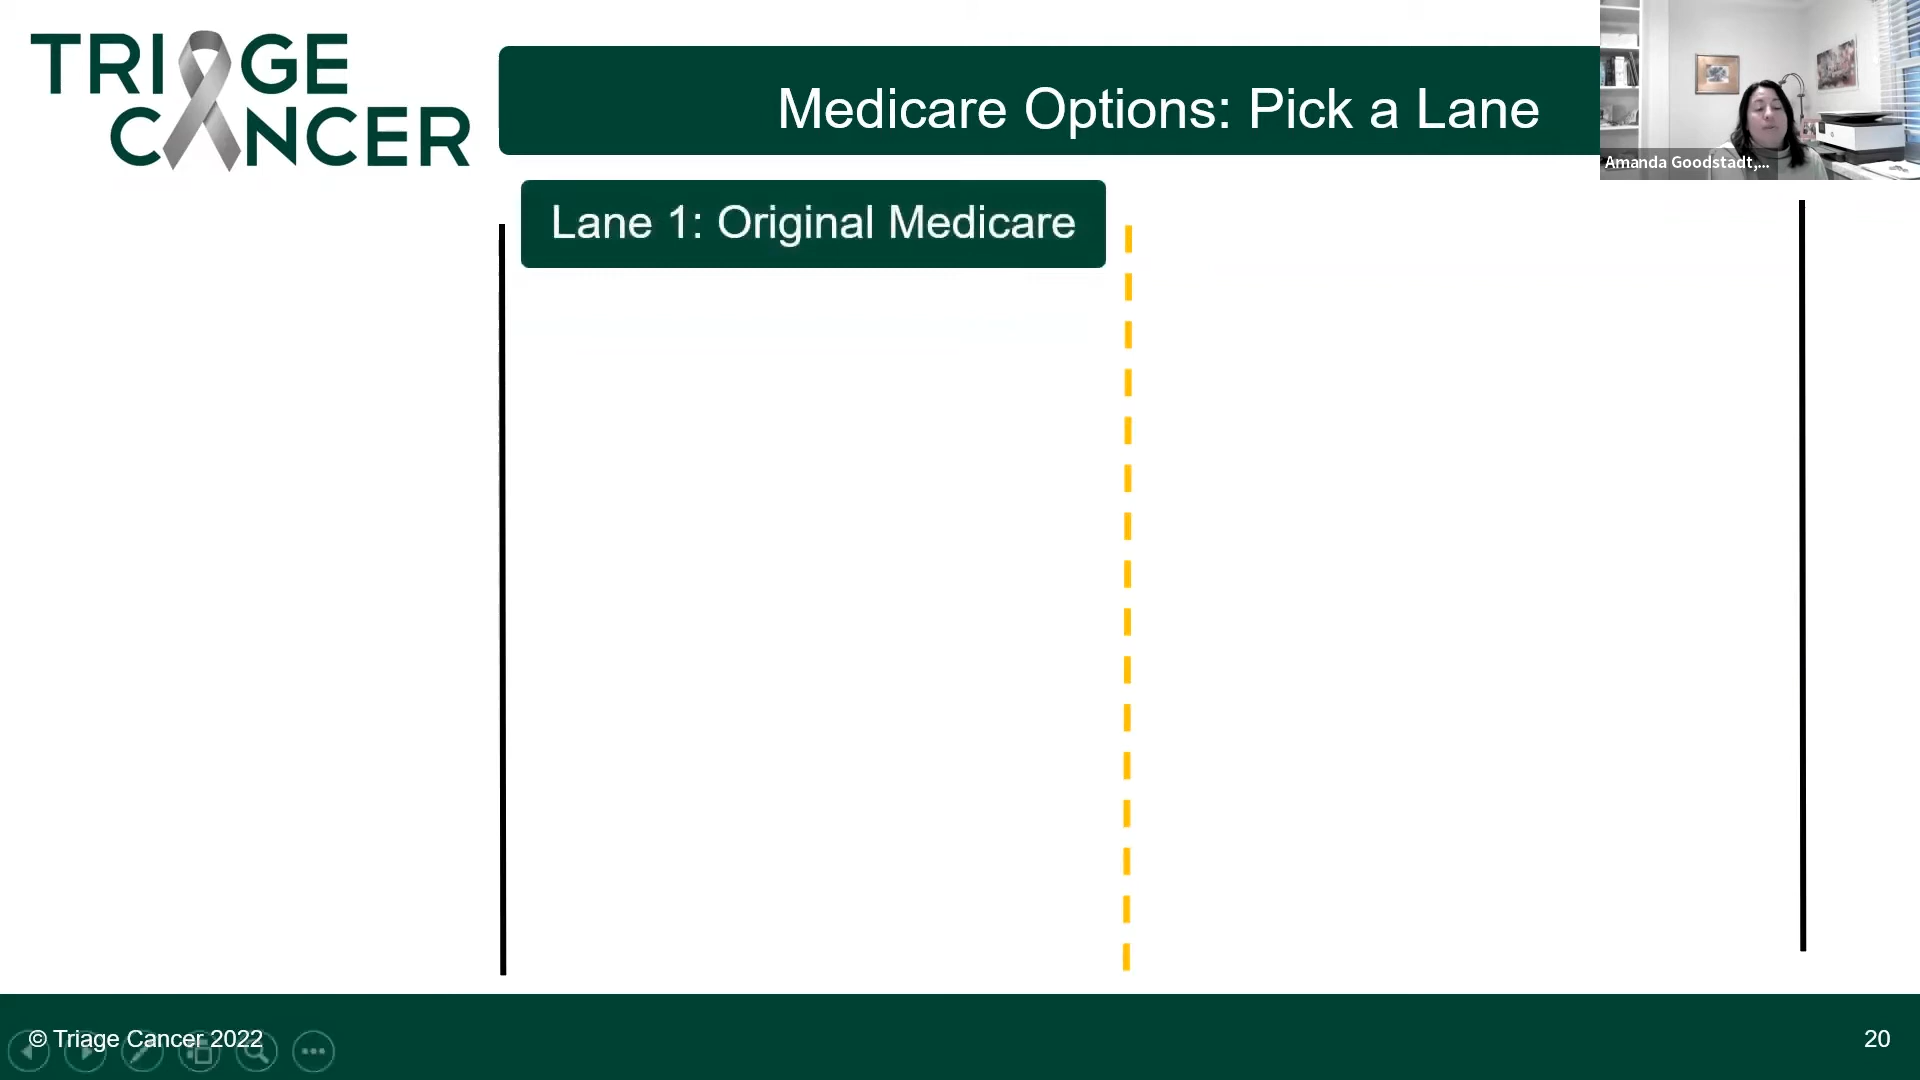 TRIAGE
CANCER
Medicare Options: Pick a Lane
Amanda Goodstadt,...
Lane 1: Original Medicare
© Triage Cancer 2022
20